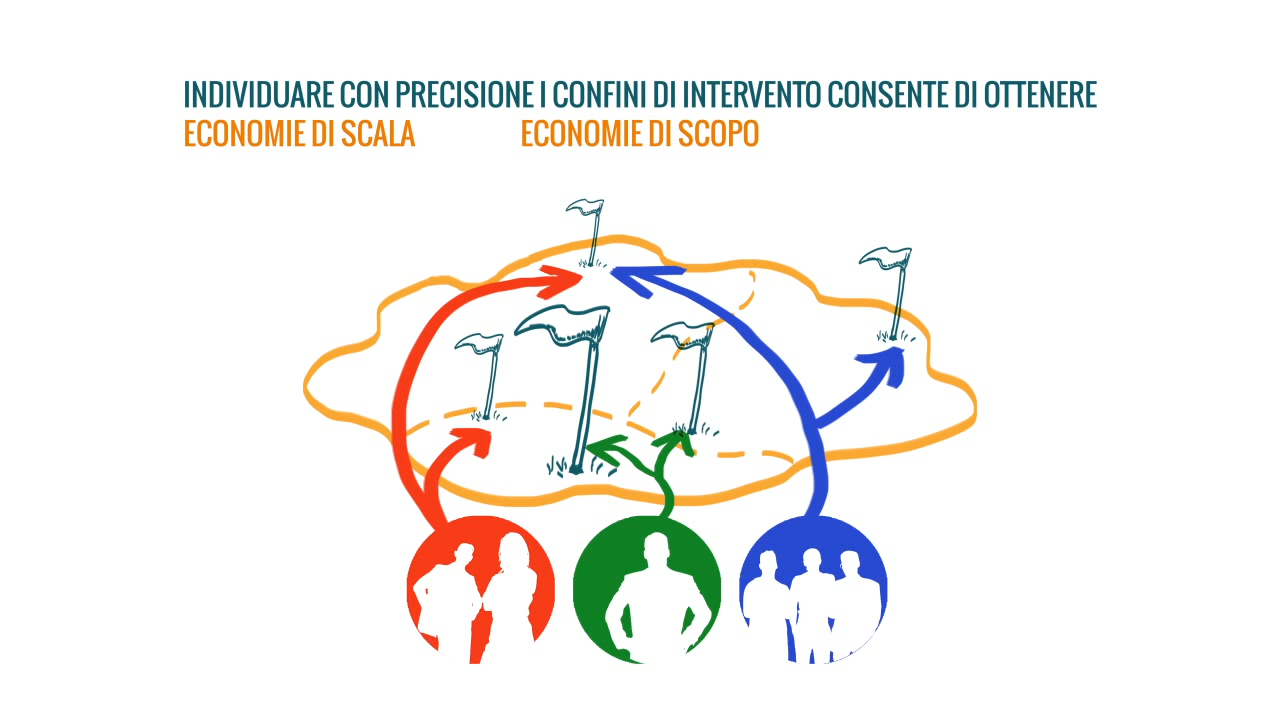 INDIVIDUARE CON PRECISIONE I CONFINI DI INTERVENTO CONSENTE DI OTTENERE
ECONOMIE DI SCALA ECONOMIE DI SCOPO